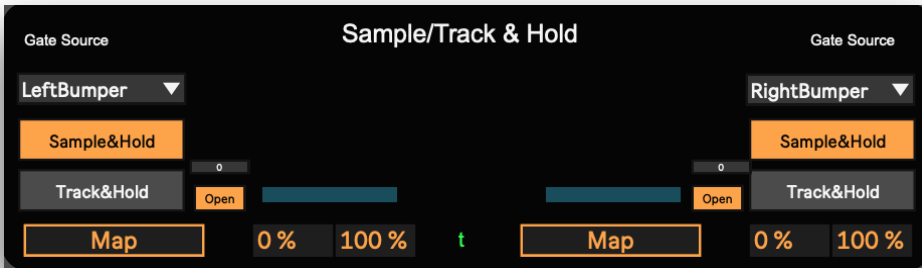 Sample/Track & Hold
Gate Source
Gate Source
LeftBumper
RightBumper
Sample&Hold
Sample&Hold
0
0
Track&Hold
Open
Open
Track&Hold
Map
0 %
100 %
t
Map
0 %
100 %